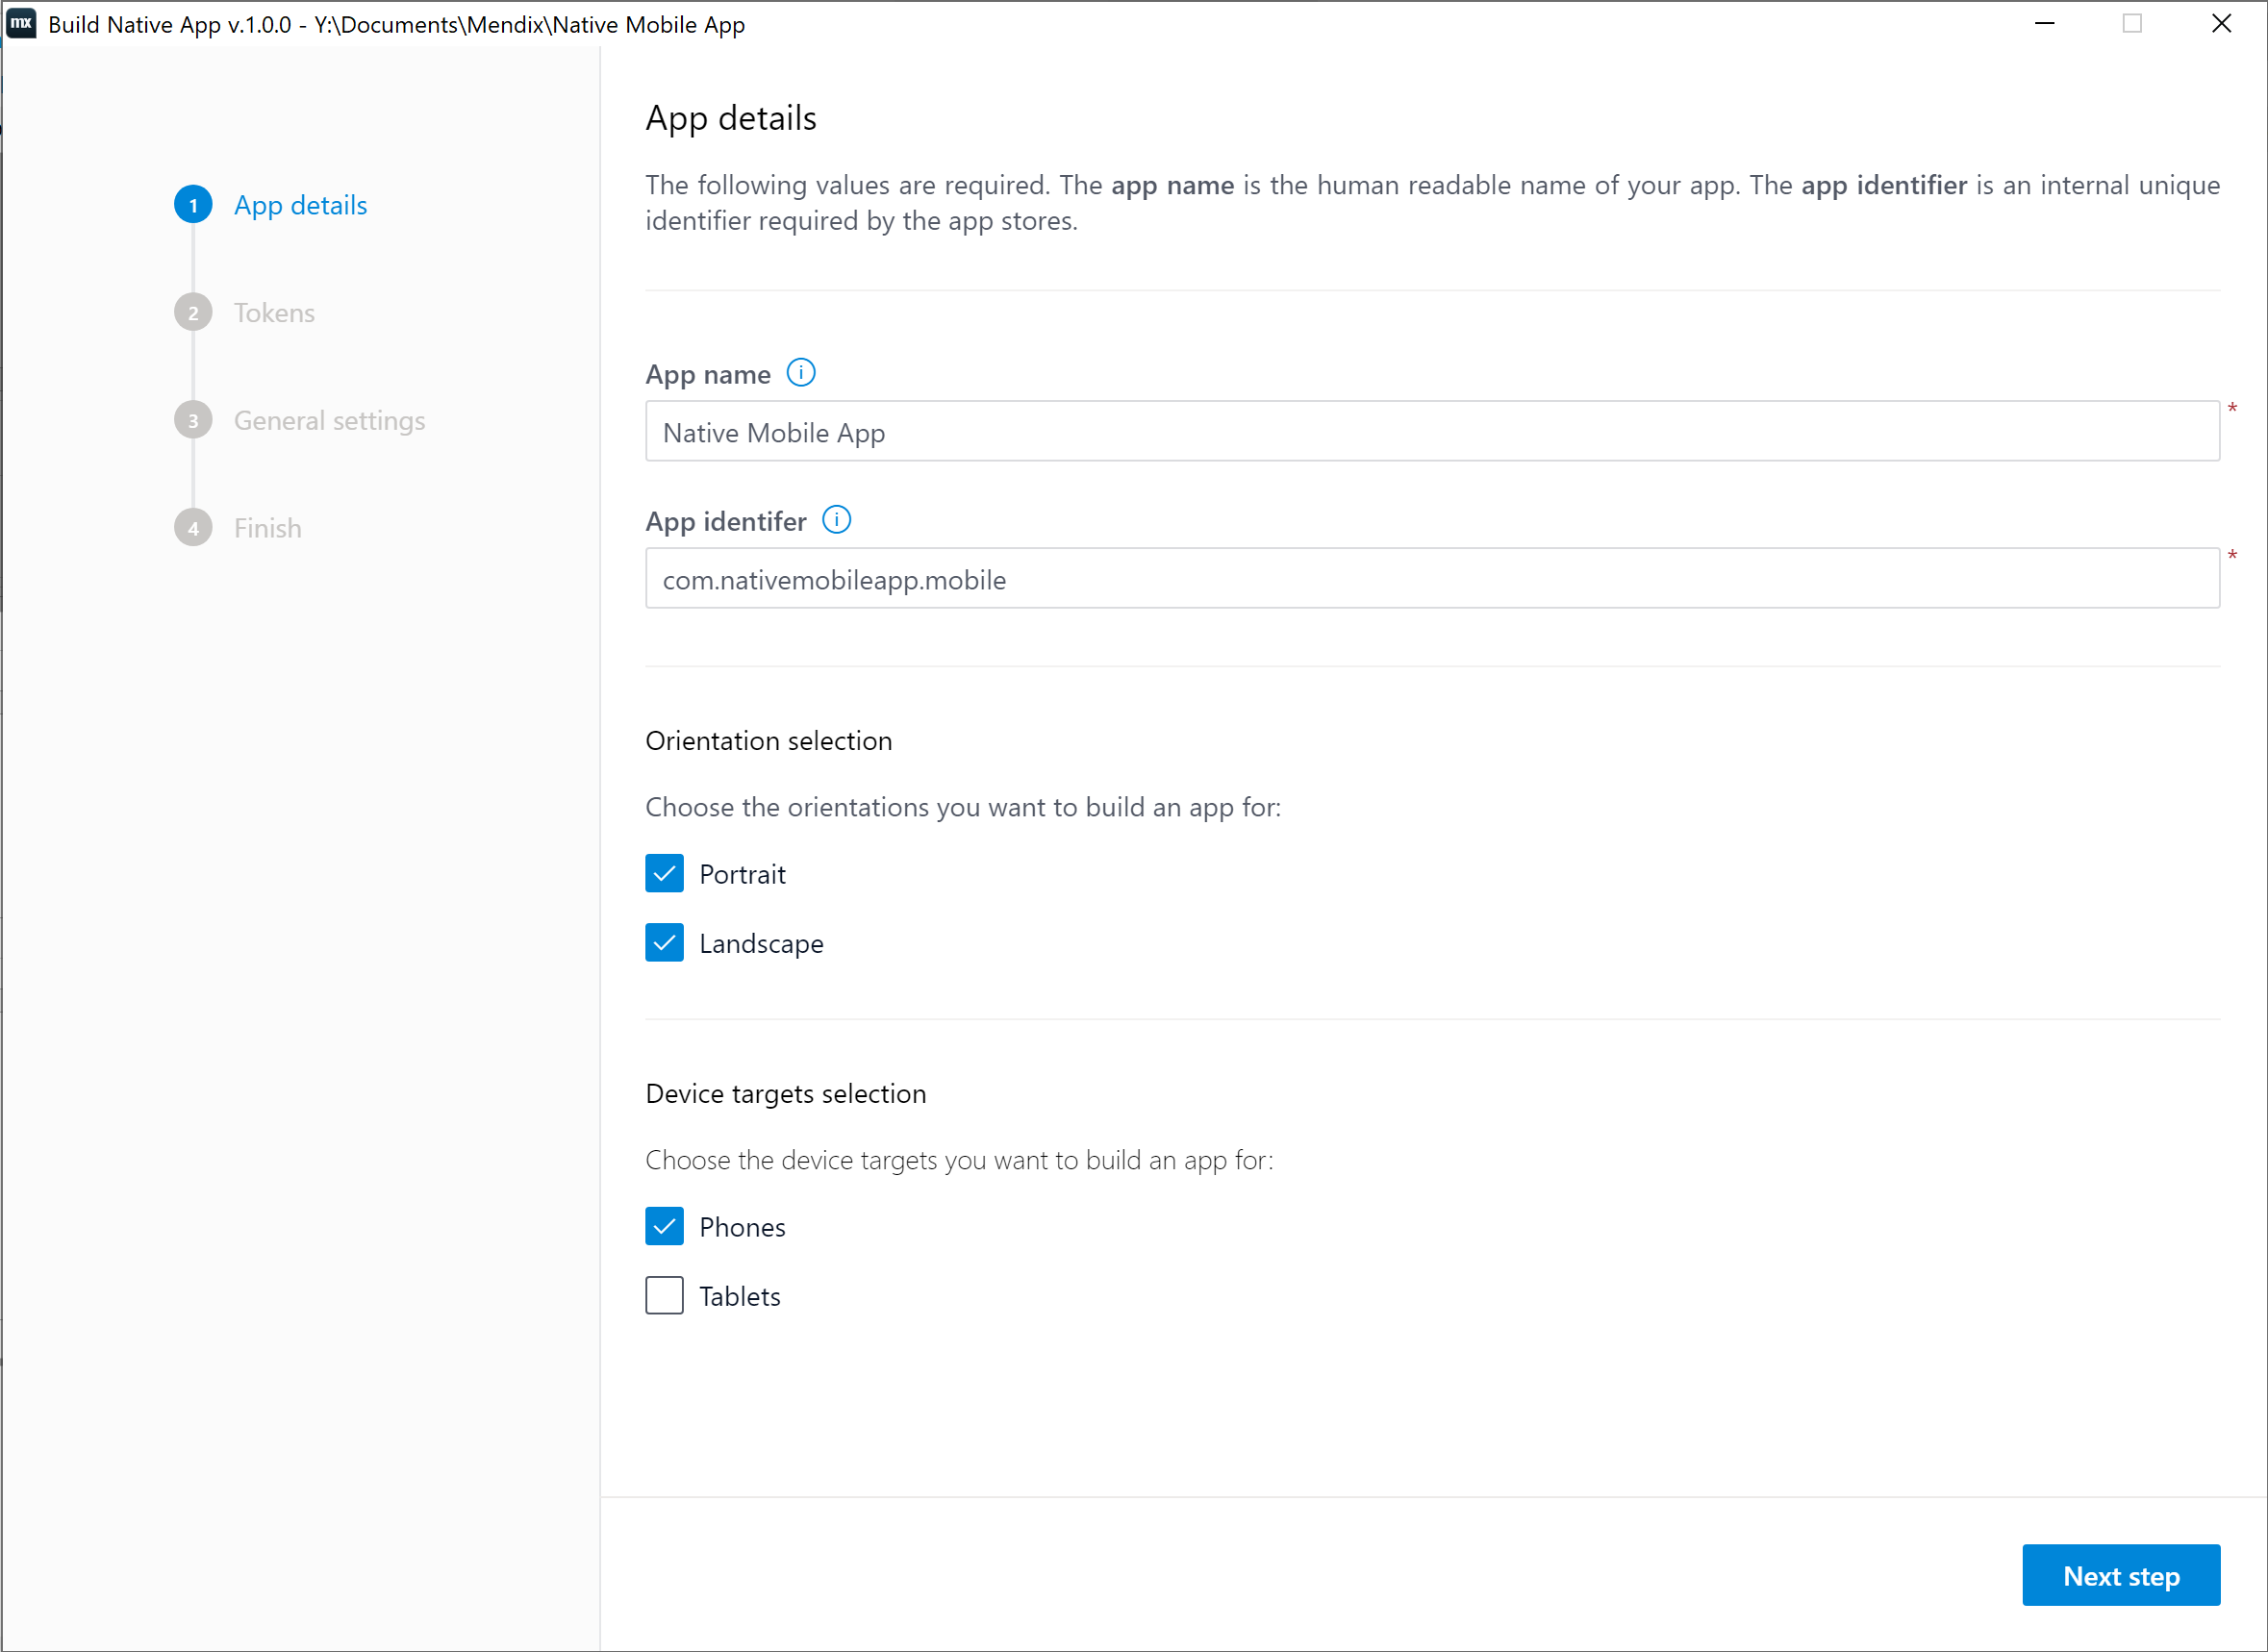 mx Build Native App v.1.0.0 - Y:\Documents\Mendix\Native Mobile App
1 App details
2 Tokens
3 General settings
4 Finish
App details
The following values are required. The app name is the human readable name of your app. The app identifier is an internal unique
identifier required by the app stores.
App name i
Native Mobile App *
App identifer i
com.nativemobileapp.mobile *
Orientation selection
Choose the orientations you want to build an app for:
Portrait
Landscape
Device targets selection
Choose the device targets you want to build an app for:
Phones
Tablets
Next step